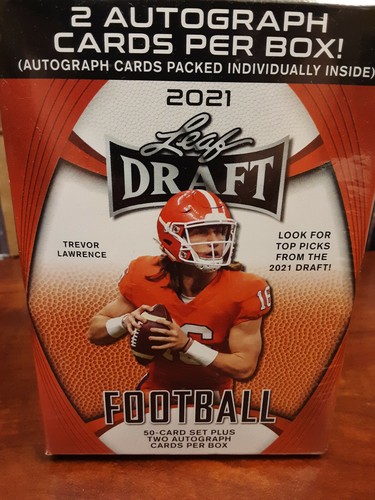 2 AUTOGRAPH
CARDS PER BOX!
(AUTOGRAPH CARDS PACKED INDIVIDUALLY INSIDE)
2021
Leaf
DRAFT
TREVOR
LAWRENCE
LOOK FOR
TOP PICKS
FROM THE
2021 DRAFT!
16
FOOTBALL
50-CARD SET PLUS
TWO AUTOGRAPH
CARDS PER BOX